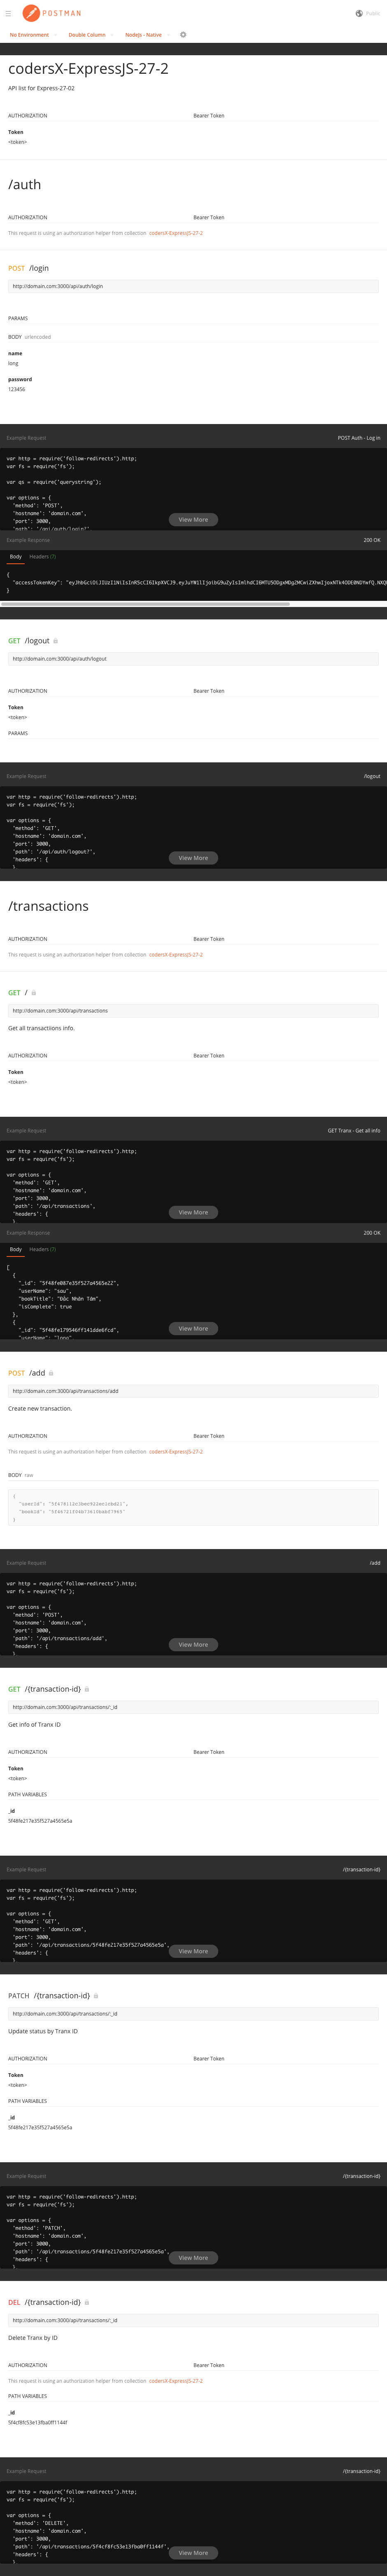 POSTMAN
Public
No Environment
Double Column
Nodejs - Native
codersX-ExpressJS-27-2
API list for Express-27-02
AUTHORIZATION Bearer Token
Token
<token>
/auth
AUTHORIZATION Bearer Token
This request is using an authorization helper from collection codersX-ExpressJS-27-2
POST /login
http://domain.com:3000/api/auth/login
PARAMS
BODY urlencoded
name
long
password
123456
Example Request POST Auth - Log in
var http = require('follow-redirects').http;
var fs = require('fs');
var qs = require('querystring');
var options = {
'method': 'POST',
'hostname': 'domain.com',
'port': 3000,
'path': '/api/auth/login?',
View More
Example Response 200 OK
Body Headers (7)
{
"accessTokenKey":
}
GET /logout
http://domain.com:3000/api/auth/logout
AUTHORIZATION Bearer Token
Token
<token>
PARAMS
Example Request /logout
var http = require('follow-redirects').http;
var fs = require('fs');
var options = {
'method': 'GET',
'hostname': 'domain.com',
'port': 3000,
'path': '/api/auth/logout?',
'headers': {
}
View More
/transactions
AUTHORIZATION Bearer Token
This request is using an authorization helper from collection codersX-ExpressJS-27-2
GET /
http://domain.com:3000/api/transactions
Get all transactiions info.
AUTHORIZATION Bearer Token
Token
<token>
Example Request GET Tranx - Get all info
var http = require('follow-redirects').http;
var fs = require('fs');
var options = {
'method': 'GET',
'hostname': 'domain.com',
'port': 3000,
'path': '/api/transactions',
'headers': {
}
View More
Example Response 200 OK
Body Headers (7)
[
{
"_id": "5f48fe087e35f527a4565e22",
"userName": "sau",
"bookTitle": "Đắc Nhân Tâm",
"isComplete": true
},
{
"_id": "5f48fe179546ff141dde6fcd",
"userName": "long",
View More
POST /add
http://domain.com:3000/api/transactions/add
Create new transaction.
AUTHORIZATION Bearer Token
This request is using an authorization helper from collection codersX-ExpressJS-27-2
BODY raw
{
"userId":
"bookId":
}
Example Request /add
var http = require('follow-redirects').http;
var fs = require('fs');
var options = {
'method': 'POST',
'hostname': 'domain.com',
'port': 3000,
'path': '/api/transactions/add',
'headers': {
}
View More
GET /{transaction-id}
http://domain.com:3000/api/transactions/:_id
Get info of Tranx ID
AUTHORIZATION Bearer Token
Token
<token>
PATH VARIABLES
_id
5f48fe217e35f527a4565e5a
Example Request /{transaction-id}
var http = require('follow-redirects').http;
var fs = require('fs');
var options = {
'method': 'GET',
'hostname': 'domain.com',
'port': 3000,
'path': '/api/transactions/5f48fe217e35f527a4565e5a',
'headers': {
}
View More
PATCH /{transaction-id}
http://domain.com:3000/api/transactions/:_id
Update status by Tranx ID
AUTHORIZATION Bearer Token
Token
<token>
PATH VARIABLES
_id
5f48fe217e35f527a4565e5a
Example Request /{transaction-id}
var http = require('follow-redirects').http;
var fs = require('fs');
var options = {
'method': 'PATCH',
'hostname': 'domain.com',
'port': 3000,
'path': '/api/transactions/5f48fe217e35f527a4565e5a',
'headers': {
}
View More
DEL /{transaction-id}
http://domain.com:3000/api/transactions/:_id
Delete Tranx by ID
AUTHORIZATION Bearer Token
This request is using an authorization helper from collection codersX-ExpressJS-27-2
PATH VARIABLES
_id
5f4cf8fc53e13fba0ff1144f
Example Request /{transaction-id}
var http = require('follow-redirects').http;
var fs = require('fs');
var options = {
'method': 'DELETE',
'hostname': 'domain.com',
'port': 3000,
'path': '/api/transactions/5f4cf8fc53e13fba0ff1144f',
'headers': {
}
View More